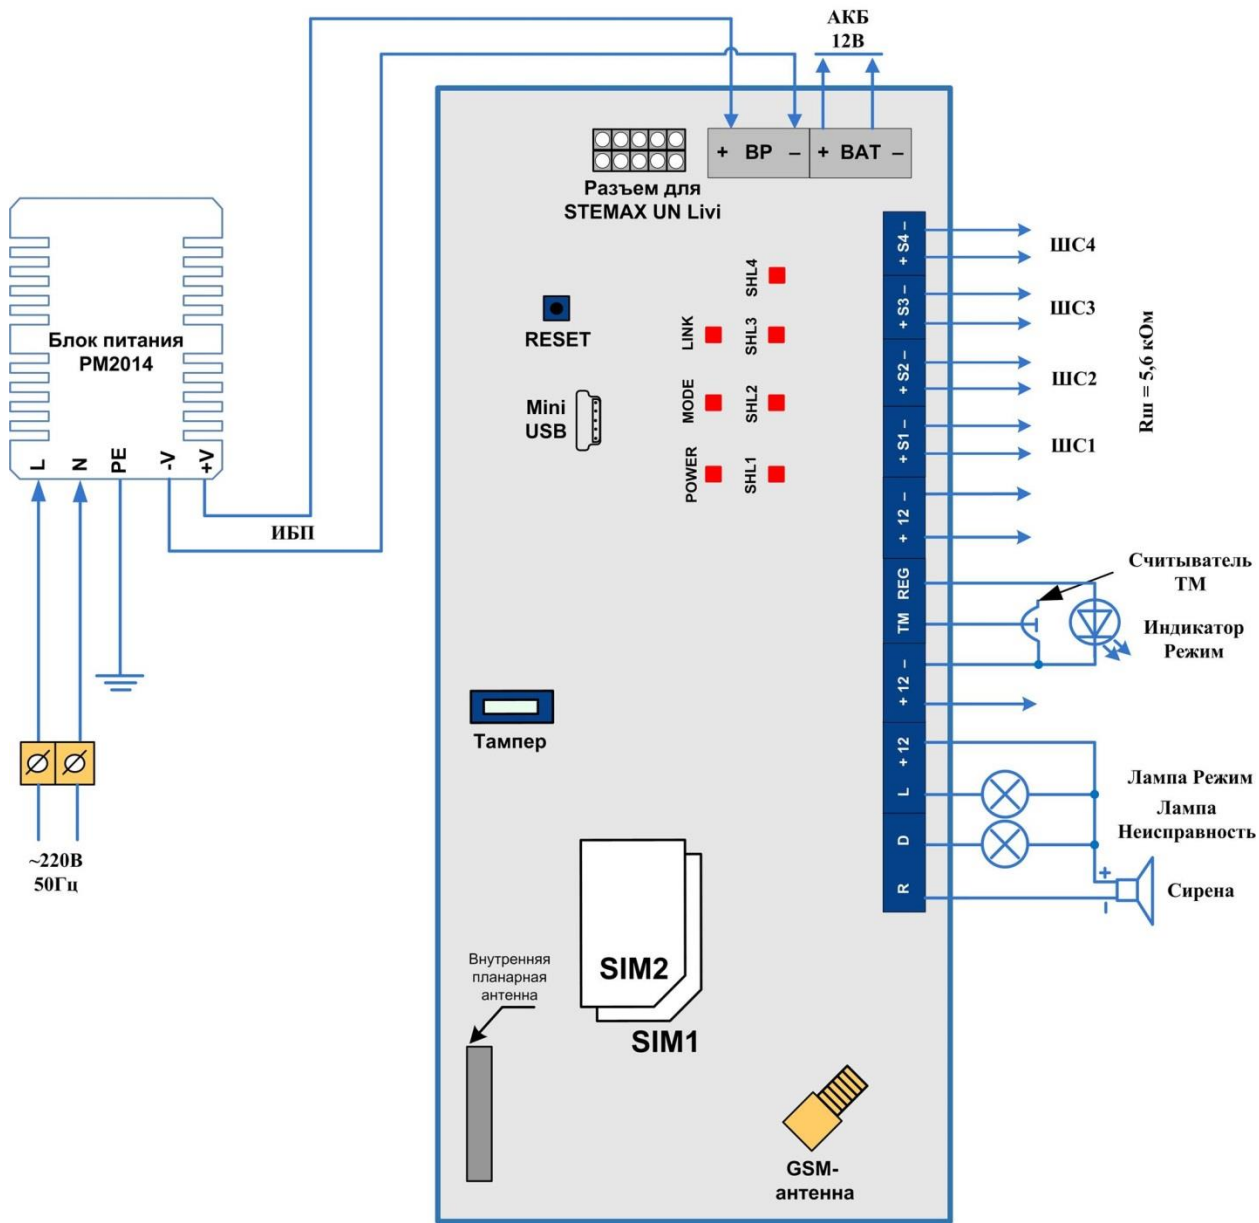 АКБ
12В
+ ВР – + ВАТ –
Разъем для
STEMAX UN Livi
+ S4 –
ШС4
SHL4
+ S3 –
ШС3
Rш = 5,6 кОм
Блок питания
PM2014
RESET
LINK
SHL3
+ S2 –
ШС2
Mini
USB
MODE
SHL2
+ S1 –
ШС1
L
N
PE
-V
+V
POWER
SHL1
ИБП
+ 12 –
Считыватель
ТМ
REG
TM
Индикатор
Режим
+ 12 –
Тампер
+ 12
L
Лампа Режим
Лампа
Неисправность
D
~220В
50Гц
R
+
–
Сирена
Внутренняя
планарная
антенна
SIM2
SIM1
GSM-
антенна